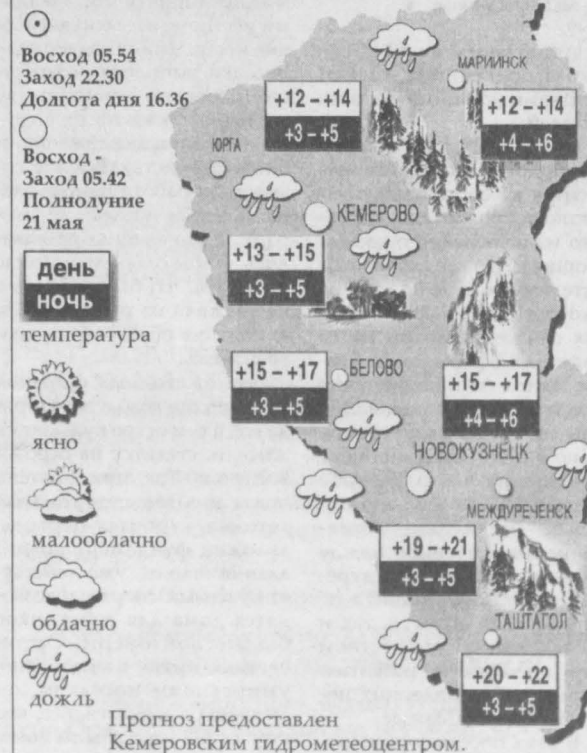 Восход 05.54
Заход 22.30
Долгота дня 16.36
Восход -
Заход 05.42
Полнолуние
21 мая
день
ночь
температура
ясно
малооблачно
облачно
дождь
МАРИИНСК
+12 – +14
+3 – +5
+12 – +14
+4 – +6
ЮРГА
КЕМЕРОВО
+13 – +15
+3 – +5
БЕЛОВО
+15 – +17
+3 – +5
+15 – +17
+4 – +6
НОВОКУЗНЕЦК
МЕЖДУРЕЧЕНСК
+19 – +21
+3 – +5
ТАШТАГОЛ
+20 – +22
+3 – +5
Прогноз предоставлен
Кемеровским гидрометеоцентром.